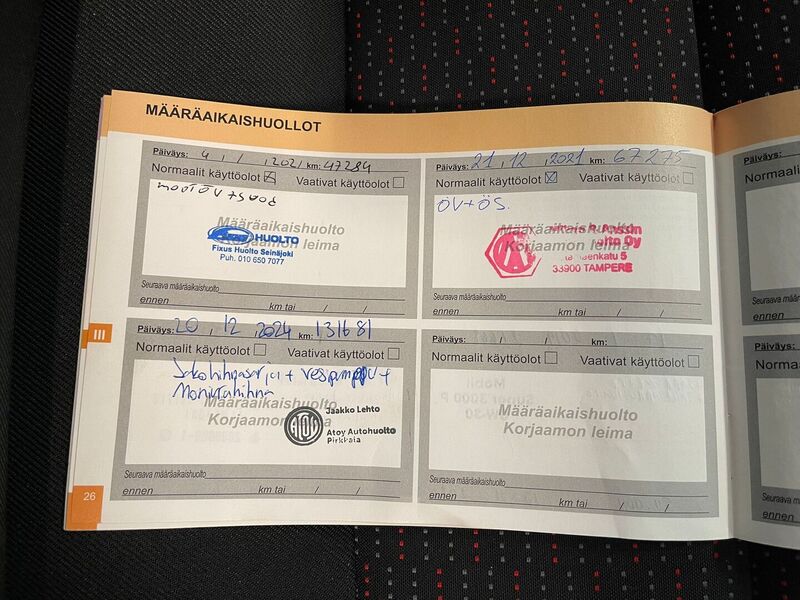 MÄÄRÄAIKAISHUOLLOT
Päiväys: 4 , / , 2021 km: 47284
Normaalit käyttöolot Vaativat käyttöolot
Määräaikaishuolto
Korjaamon leima
HUOLTO
Fixus Huolto Seinäjoki
Puh. 010 650 7077
Seuraava määräaikaishuolto
ennen / / km tai
Päiväys: 21 , 12 , 2021 km: 67275
Normaalit käyttöolot Vaativat käyttöolot
ÖV+ÖS.
Määräaikaishuolto
Korjaamon leima
Oy
33900 TAMPERE
Seuraava määräaikaishuolto
ennen km tai / /
Päiväys: 20 , 12 , 2024 km: 131681
Normaalit käyttöolot Vaativat käyttöolot
Jakohihnasarja + vesipumppu +
Moniurahihna
Määräaikaishuolto
Korjaamon leima
Jaakko Lehto
Atoy Autohuolto
Pirkkala
Seuraava määräaikaishuolto
ennen km tai / /
Päiväys: / / km:
Normaalit käyttöolot Vaativat käyttöolot
Määräaikaishuolto
Korjaamon leima
Seuraava määräaikaishuolto
ennen km tai / /
III
26